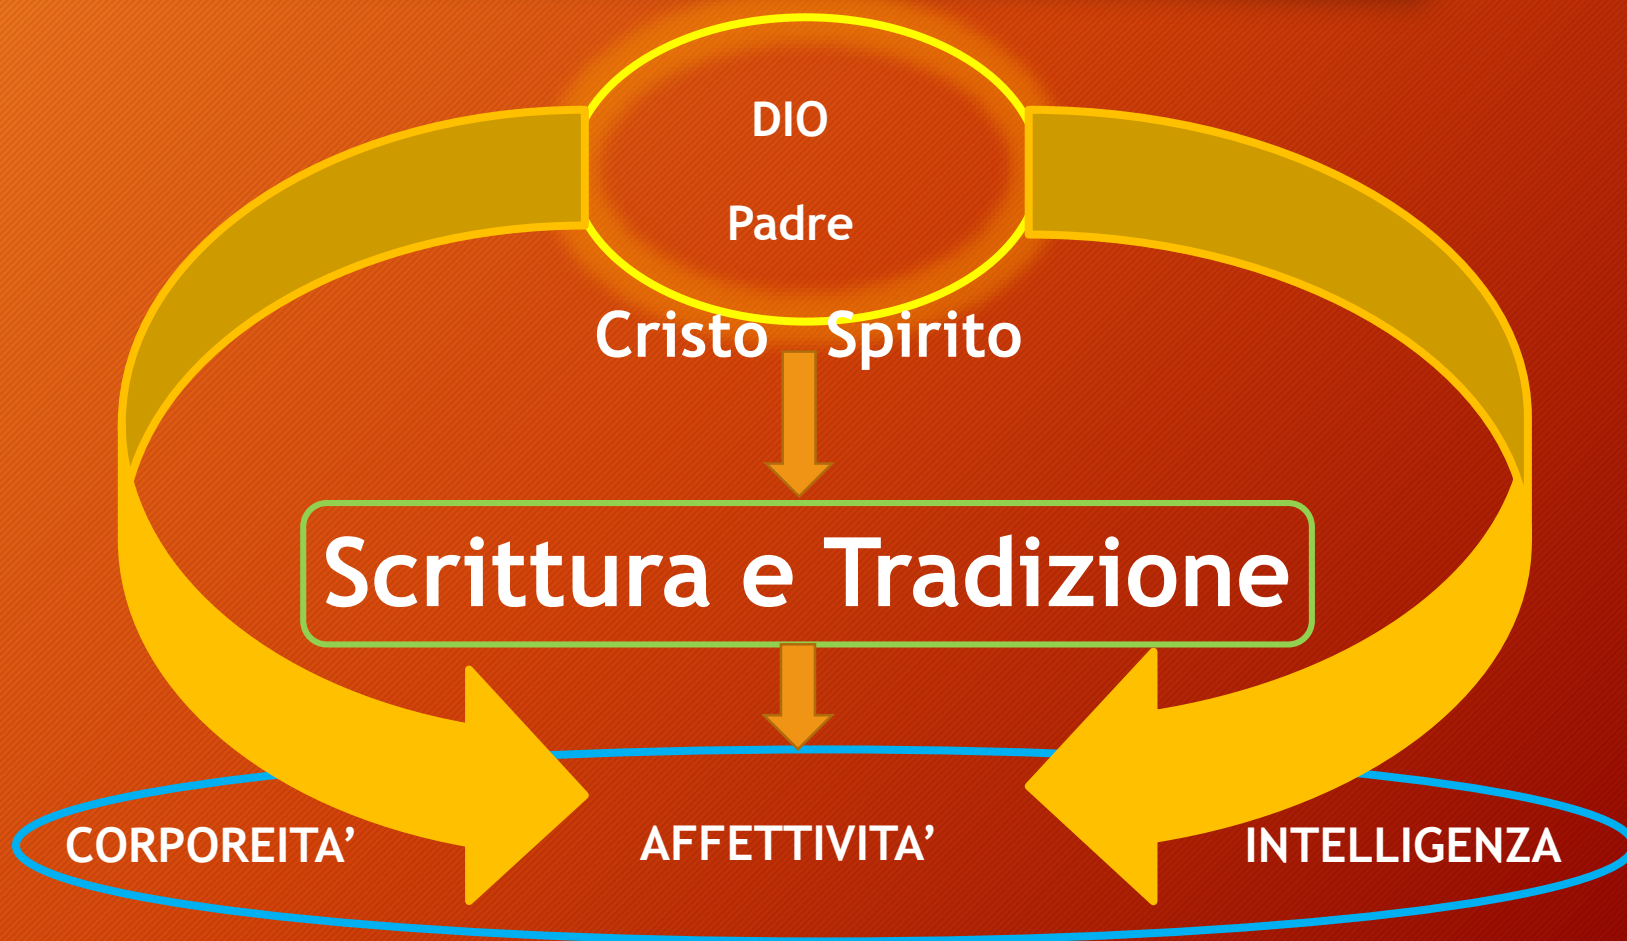 DIO
Padre
Cristo Spirito
Scrittura e Tradizione
CORPOREITA’ AFFETTIVITA’ INTELLIGENZA